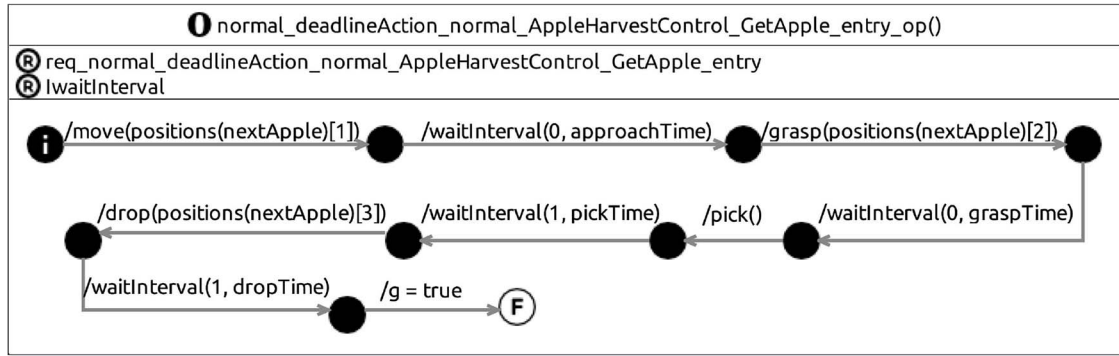 O normal_deadlineAction_normal_AppleHarvestControl_GetApple_entry_op()
R req_normal_deadlineAction_normal_AppleHarvestControl_GetApple_entry
R IwaitInterval
i /move(positions(nextApple)[1]) /waitInterval(0, approachTime) /grasp(positions(nextApple)[2])
/drop(positions(nextApple)[3]) /waitInterval(1, pickTime) /pick() /waitInterval(0, graspTime)
/waitInterval(1, dropTime) /g = true F